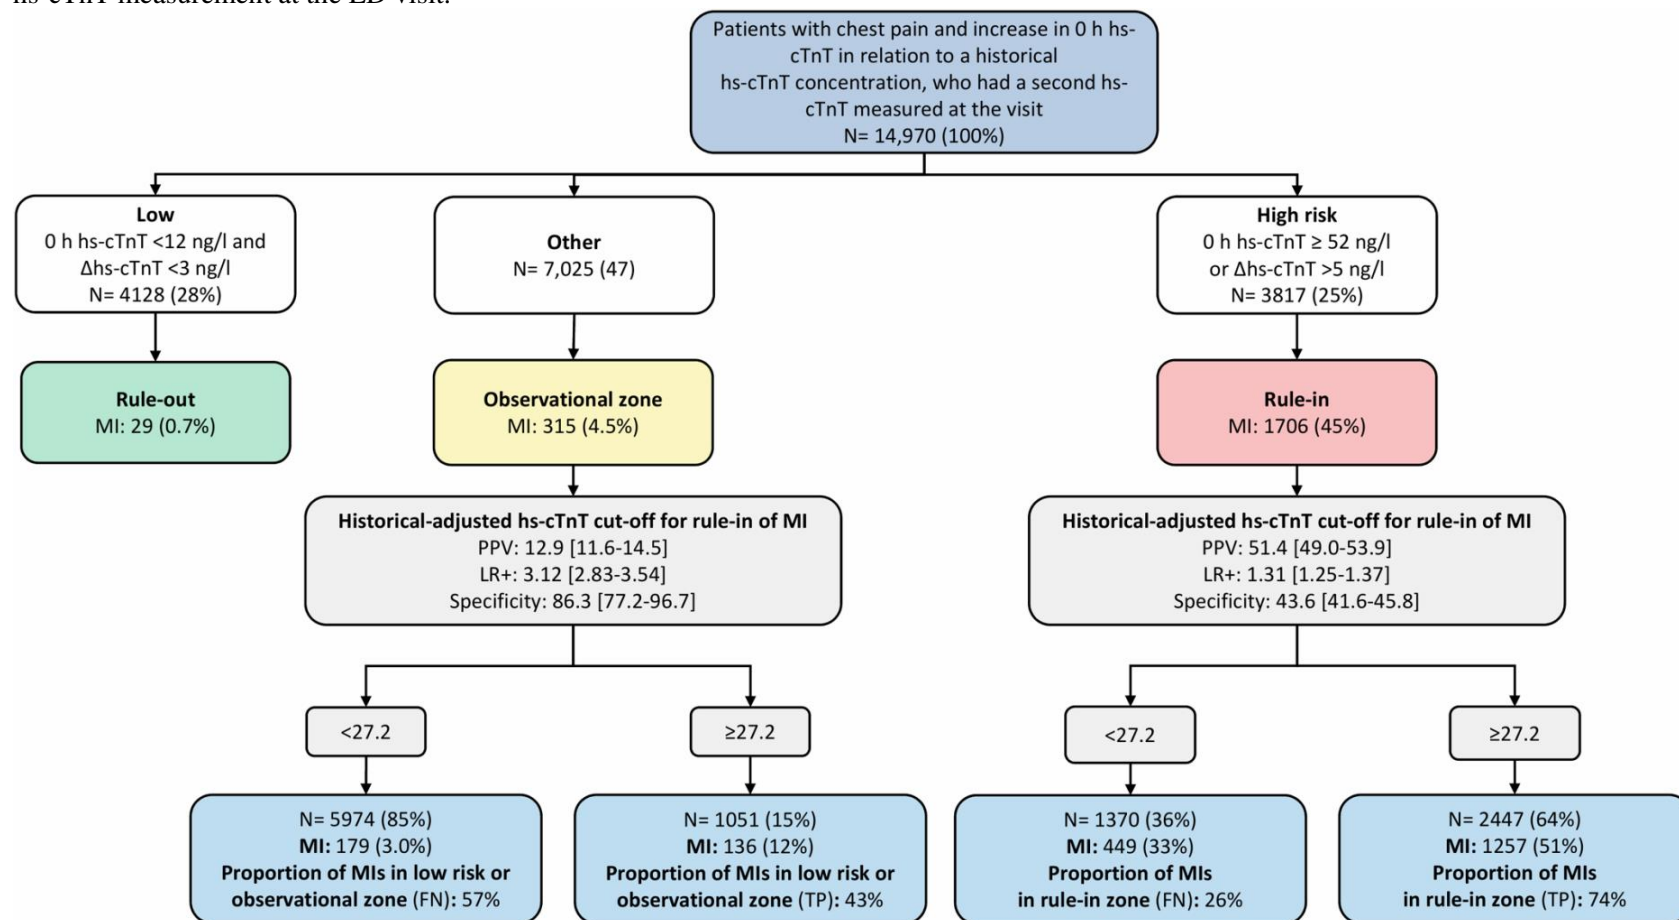 hs-cTnT measurement at the ED visit.
Patients with chest pain and increase in 0 h hs-
cTnT in relation to a historical
hs-cTnT concentration, who had a second hs-
cTnT measured at the visit
N= 14,970 (100%)
Low
0 h hs-cTnT <12 ng/l and
Δhs-cTnT <3 ng/l
N= 4128 (28%)
Other
N= 7,025 (47)
High risk
0 h hs-cTnT ≥ 52 ng/l
or Δhs-cTnT >5 ng/l
N= 3817 (25%)
Rule-out
MI: 29 (0.7%)
Observational zone
MI: 315 (4.5%)
Rule-in
MI: 1706 (45%)
Historical-adjusted hs-cTnT cut-off for rule-in of MI
PPV: 12.9 [11.6-14.5]
LR+: 3.12 [2.83-3.54]
Specificity: 86.3 [77.2-96.7]
Historical-adjusted hs-cTnT cut-off for rule-in of MI
PPV: 51.4 [49.0-53.9]
LR+: 1.31 [1.25-1.37]
Specificity: 43.6 [41.6-45.8]
<27.2
≥27.2
<27.2
≥27.2
N= 5974 (85%)
MI: 179 (3.0%)
Proportion of MIs in low risk or
observational zone (FN): 57%
N= 1051 (15%)
MI: 136 (12%)
Proportion of MIs in low risk or
observational zone (TP): 43%
N= 1370 (36%)
MI: 449 (33%)
Proportion of MIs
in rule-in zone (FN): 26%
N= 2447 (64%)
MI: 1257 (51%)
Proportion of MIs
in rule-in zone (TP): 74%